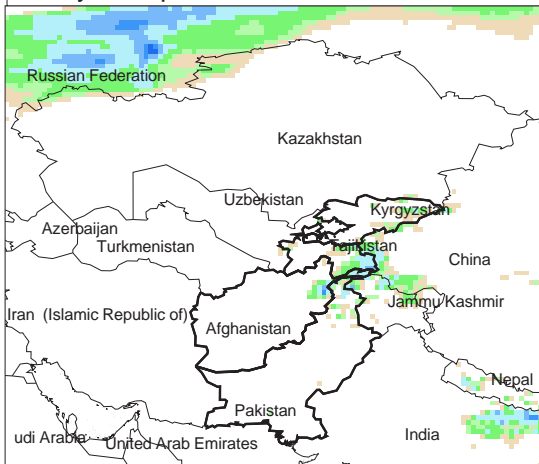 Russian Federation
Kazakhstan
Uzbekistan
Kyrgyzstan
Azerbaijan
Turkmenistan
Tajikistan
China
Iran (Islamic Republic of)
Jammu/Kashmir
Afghanistan
Nepal
Pakistan
udi Arabia
United Arab Emirates
India